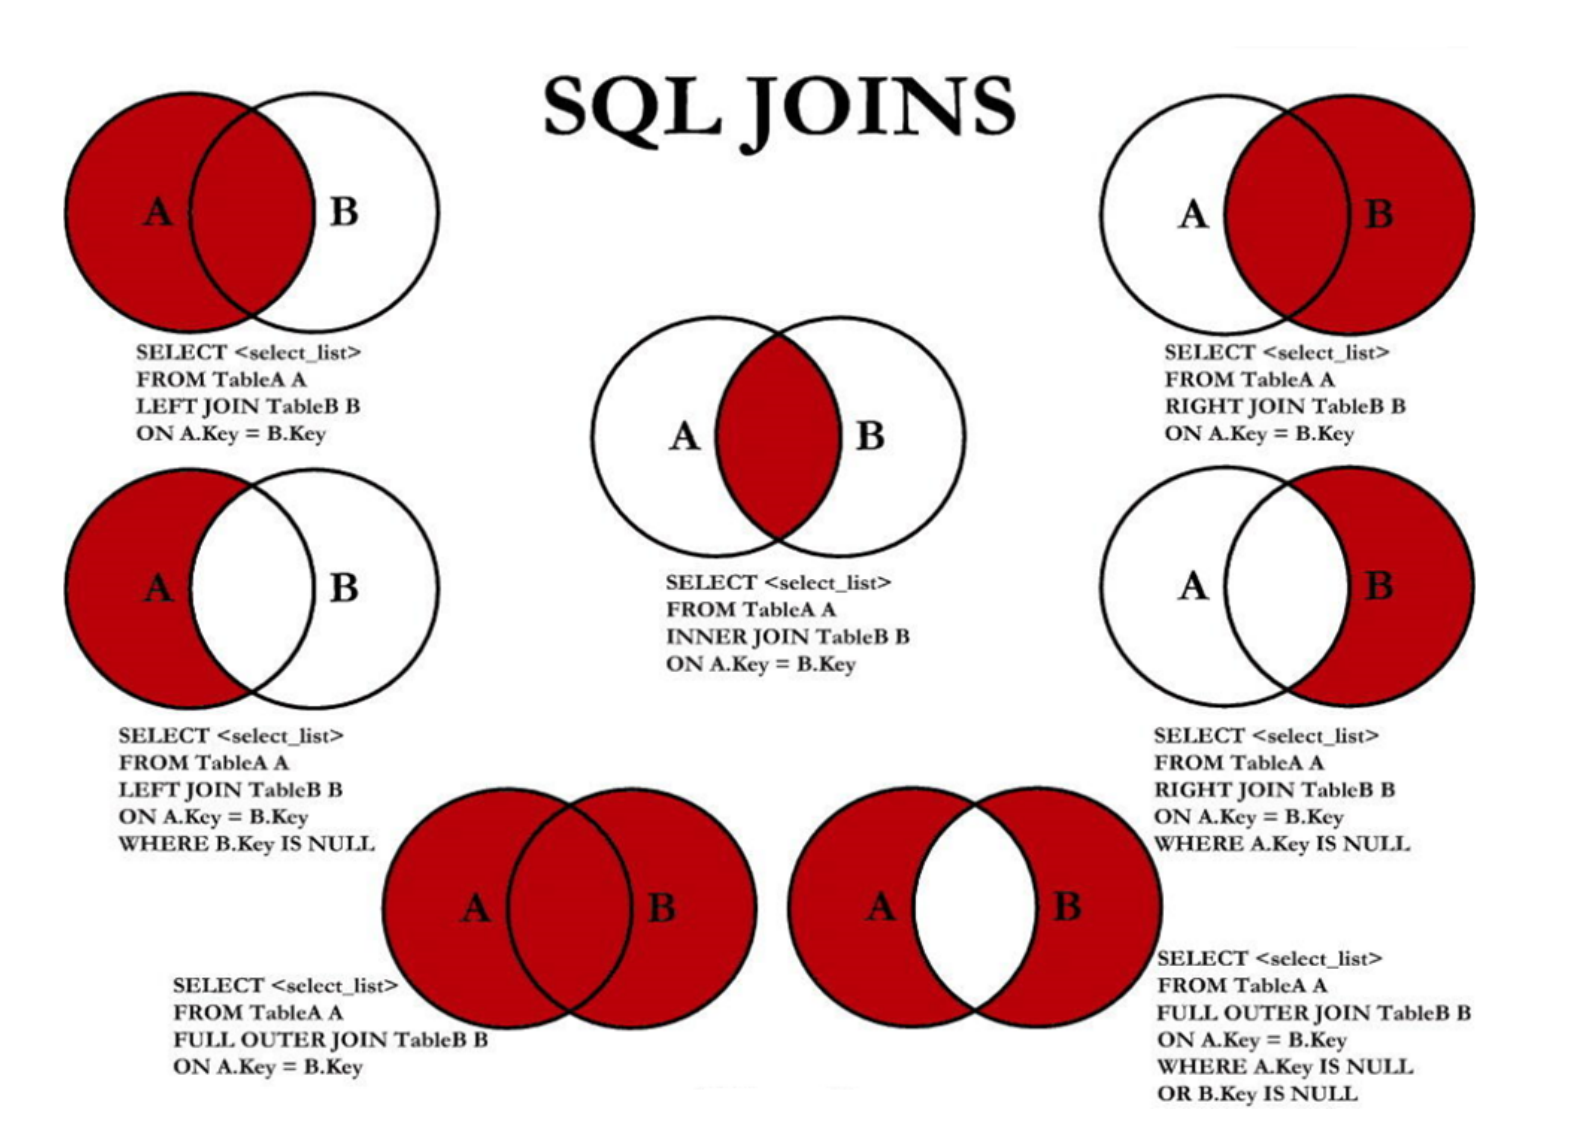 SQL JOINS
A B
SELECT <select_list>
FROM TableA A
LEFT JOIN TableB B
ON A.Key = B.Key
A B
SELECT <select_list>
FROM TableA A
RIGHT JOIN TableB B
ON A.Key = B.Key
A B
SELECT <select_list>
FROM TableA A
INNER JOIN TableB B
ON A.Key = B.Key
A B
SELECT <select_list>
FROM TableA A
LEFT JOIN TableB B
ON A.Key = B.Key
WHERE B.Key IS NULL
A B
SELECT <select_list>
FROM TableA A
RIGHT JOIN TableB B
ON A.Key = B.Key
WHERE A.Key IS NULL
A B
SELECT <select_list>
FROM TableA A
FULL OUTER JOIN TableB B
ON A.Key = B.Key
A B
SELECT <select_list>
FROM TableA A
FULL OUTER JOIN TableB B
ON A.Key = B.Key
WHERE A.Key IS NULL
OR B.Key IS NULL